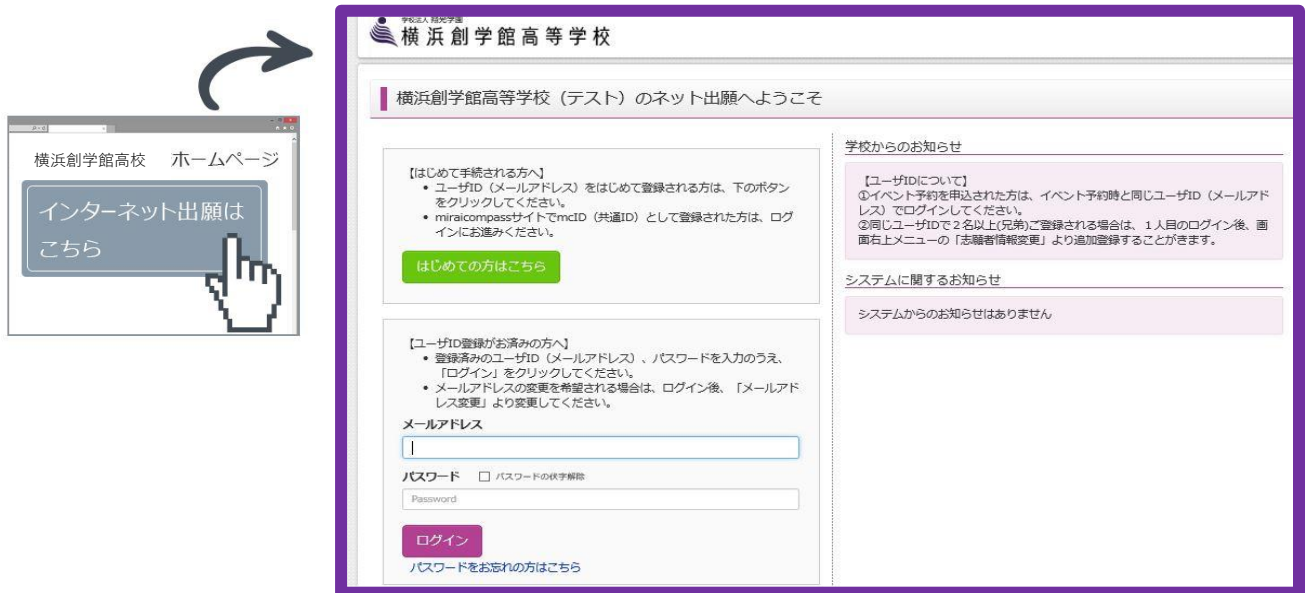 横浜創学館高校 ホームページ
インターネット出願は
こちら
横浜創学館高等学校
横浜創学館高等学校（テスト）のネット出願へようこそ
【はじめて手続される方へ】
• ユーザID（メールアドレス）をはじめて登録される方は、下のボタン
をクリックしてください。
• miraicompassサイトでmcID（共通ID）として登録された方は、ログ
インにお進みください。
はじめての方はこちら
【ユーザID登録がお済みの方へ】
• 登録済みのユーザID（メールアドレス）、パスワードを入力のうえ、
「ログイン」をクリックしてください。
• メールアドレスの変更を希望される場合は、ログイン後、「メールアド
レス変更」より変更してください。
メールアドレス
パスワード パスワードの伏字解除
Password
ログイン
パスワードをお忘れの方はこちら
学校からのお知らせ
【ユーザIDについて】
①イベント予約を申込された方は、イベント予約時と同じユーザID（メールアド
レス）でログインしてください。
②同じユーザIDで２名以上(兄弟)ご登録される場合は、１人目のログイン後、画
面右上メニューの「志願者情報変更」より追加登録することがきます。
システムに関するお知らせ
システムからのお知らせはありません